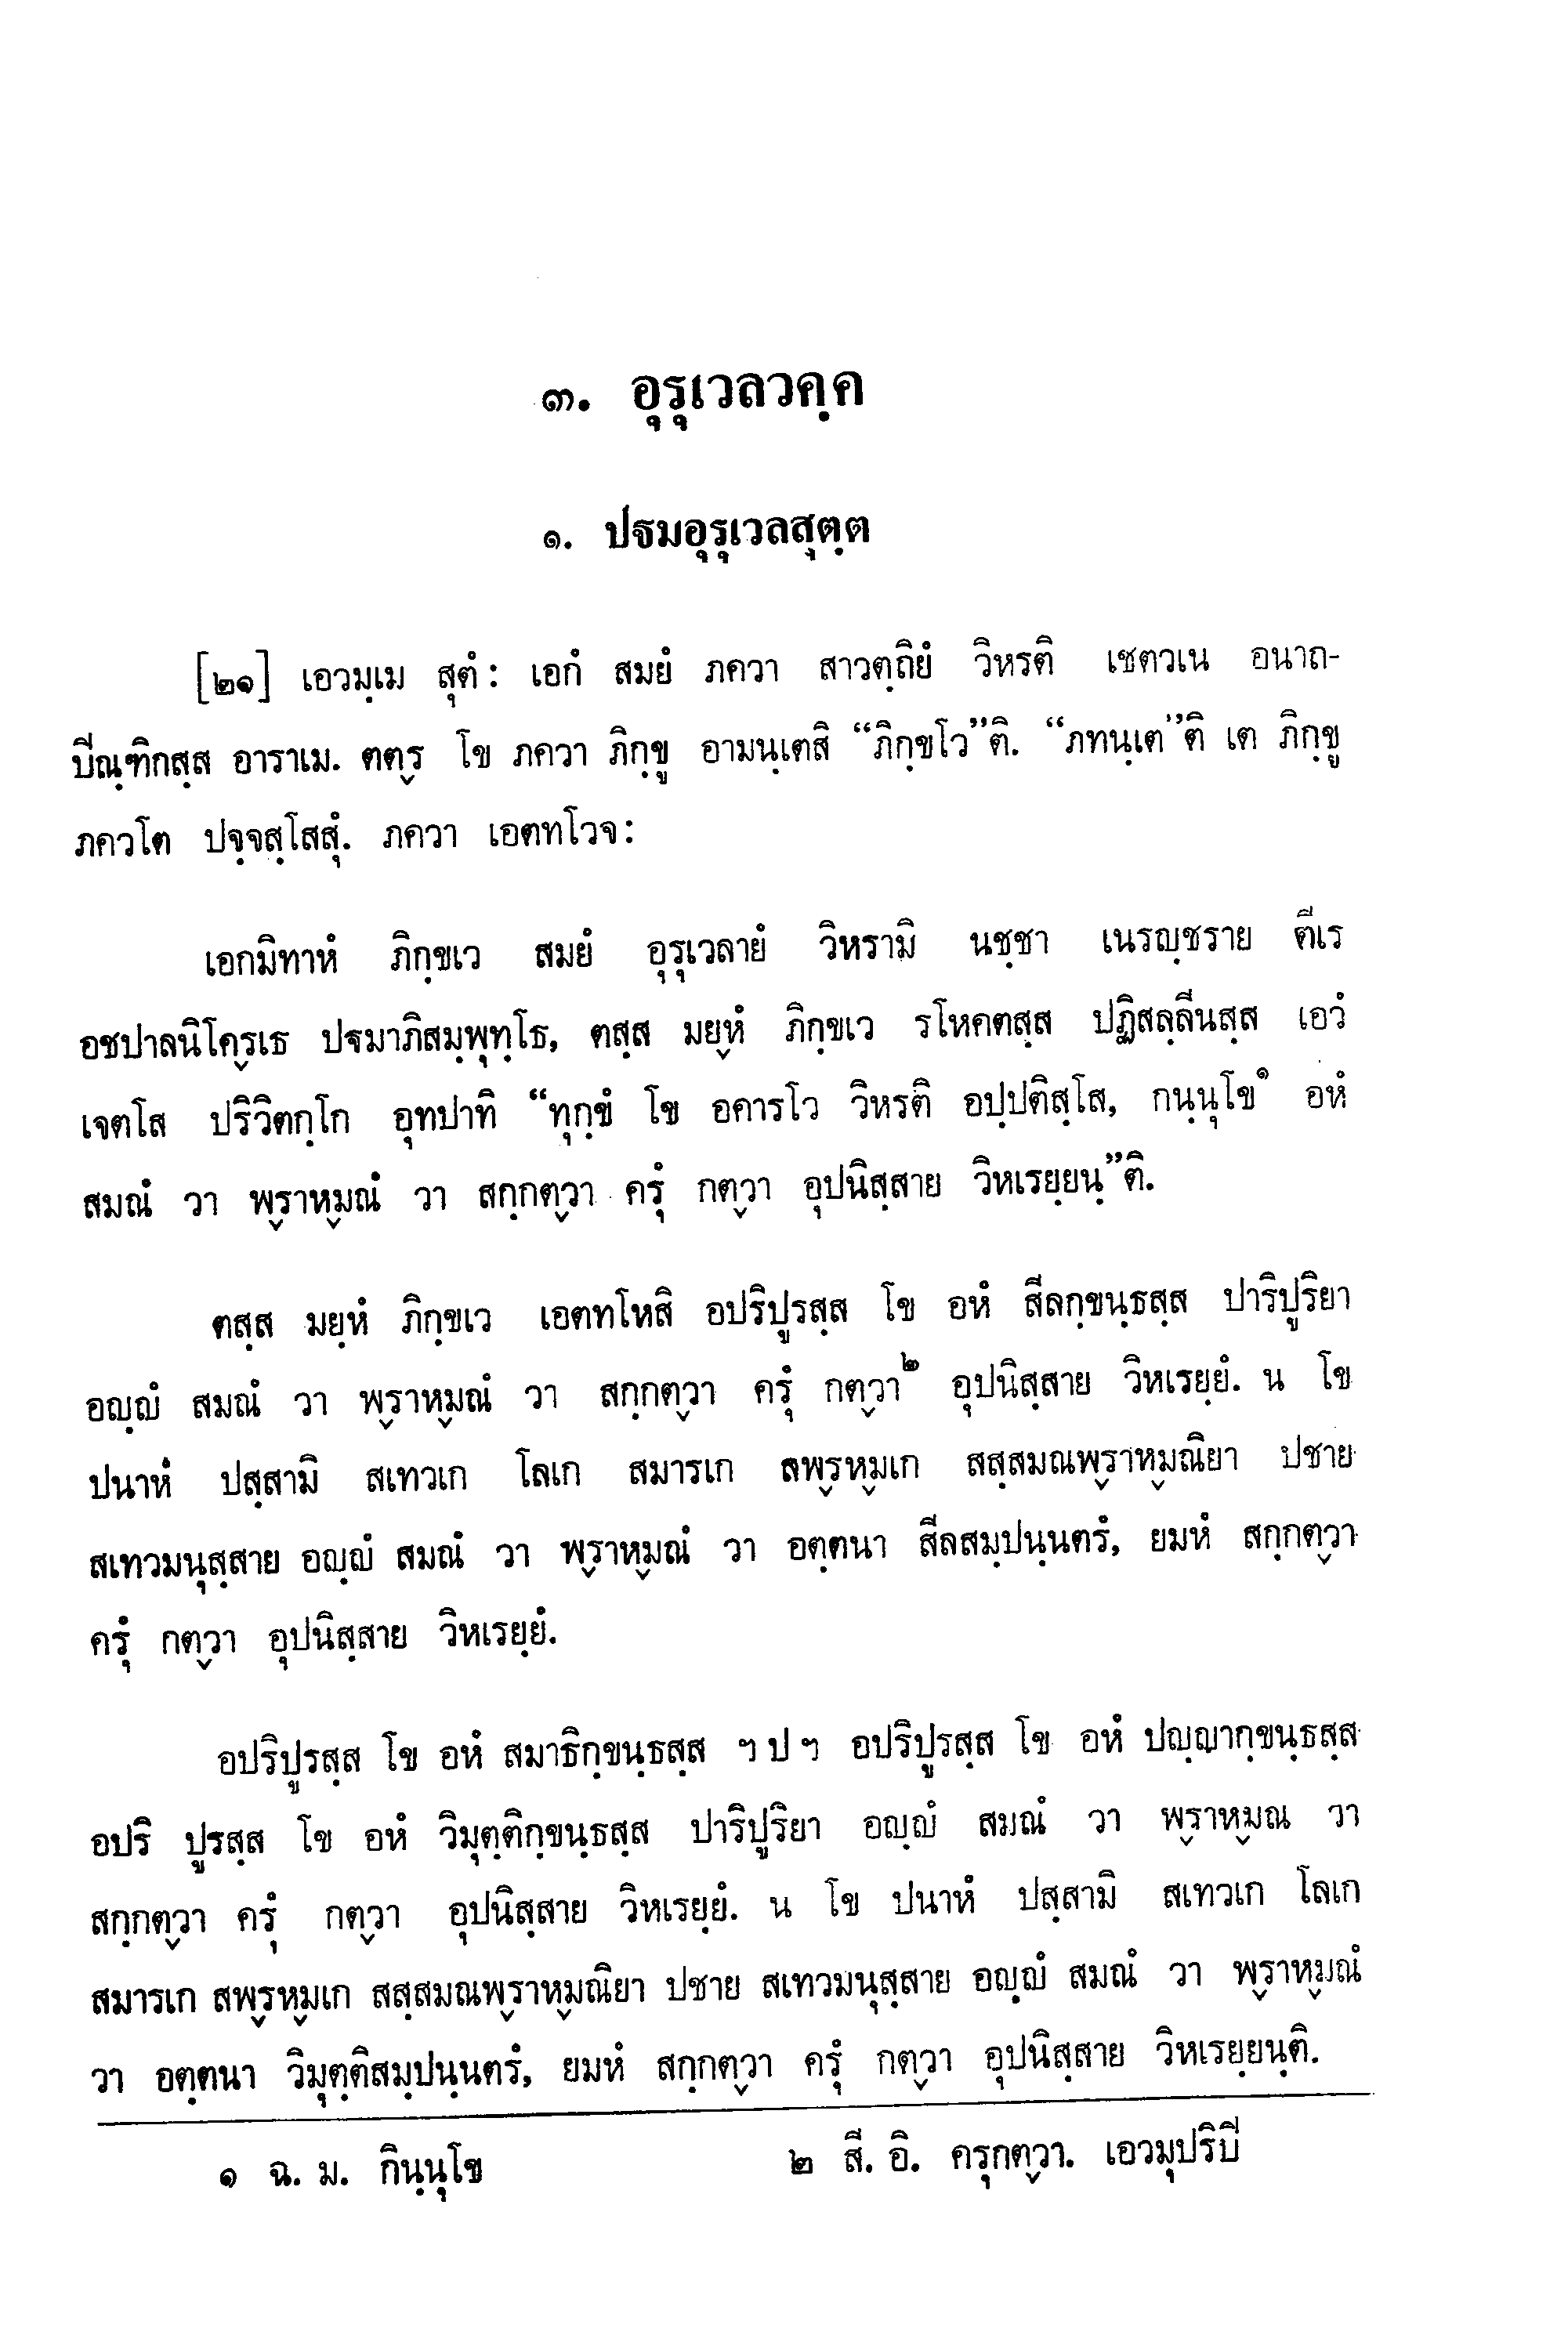 ๓. อุรุเวลวคฺค
๑. ปฐมอุรุเวลสุตฺต
[๒๑] เอวมฺเม สุตํ: เอกํ สมยํ ภควา สาวตฺถิยํ วิหรติ เชตวเน อนาถ-
ปีณฺฑิกสฺส อาราเม. ตตฺร โข ภควา ภิกฺขู อามนฺเตสิ “ภิกฺขโว”ติ. “ภทนฺเต”ติ เต ภิกฺขู
ภควโต ปจฺจสฺโสสุํ. ภควา เอตทโวจ:
เอกมิทาหํ ภิกฺขเว สมยํ อุรุเวลายํ วิหรามิ นชฺชา เนรญฺชราย ตีเร
อชปาลนิโคฺรเธ ปฐมาภิสมฺพุทฺโธ, ตสฺส มยฺหํ ภิกฺขเว รโหคตสฺส ปฏิสลฺลีนสฺส เอวํ
เจตโส ปริวิตกฺโก อุทปาทิ “ทุกฺขํ โข อคารโว วิหรติ อปฺปติสฺโส, กนฺนุโข๑ อหํ
สมณํ วา พฺราหฺมณํ วา สกฺกตฺวา ครุํ กตฺวา อุปนิสฺสาย วิหเรยฺยนฺ”ติ.
ตสฺส มยฺหํ ภิกฺขเว เอตทโหสิ อปริปูรสฺส โข อหํ สีลกฺขนฺธสฺส ปาริปูริยา
อญฺญํ สมณํ วา พฺราหฺมณํ วา สกฺกตฺวา ครุํ กตฺวา๒ อุปนิสฺสาย วิหเรยฺยํ. น โข
ปนาหํ ปสฺสามิ สเทวเก โลเก สมารเก สพฺรหฺมเก สสฺสมณพฺราหฺมณิยา ปชาย
สเทวมนุสฺสาย อญฺญํ สมณํ วา พฺราหฺมณํ วา อตฺตนา สีลสมฺปนฺนตรํ, ยมหํ สกฺกตฺวา
ครุํ กตฺวา อุปนิสฺสาย วิหเรยฺยํ.
อปริปูรสฺส โข อหํ สมาธิกฺขนฺธสฺส ฯ ป ฯ อปริปูรสฺส โข อหํ ปญฺญากฺขนฺธสฺส
อปริ ปูรสฺส โข อหํ วิมุตฺติกฺขนฺธสฺส ปาริปูริยา อญฺญํ สมณํ วา พฺราหฺมณ วา
สกฺกตฺวา ครุํ กตฺวา อุปนิสฺสาย วิหเรยฺยํ. น โข ปนาหํ ปสฺสามิ สเทวเก โลเก
สมารเก สพฺรหฺมเก สสฺสมณพฺราหฺมณิยา ปชาย สเทวมนุสฺสาย อญฺญํ สมณํ วา พฺราหฺมณํ
วา อตฺตนา วิมุตฺติสมฺปนฺนตรํ, ยมหํ สกฺกตฺวา ครุํ กตฺวา อุปนิสฺสาย วิหเรยฺยนฺติ.
๑ ฉ. ม. กินฺนุโข ๒ สี. อิ. ครุกตฺวา. เอวมุปริปี